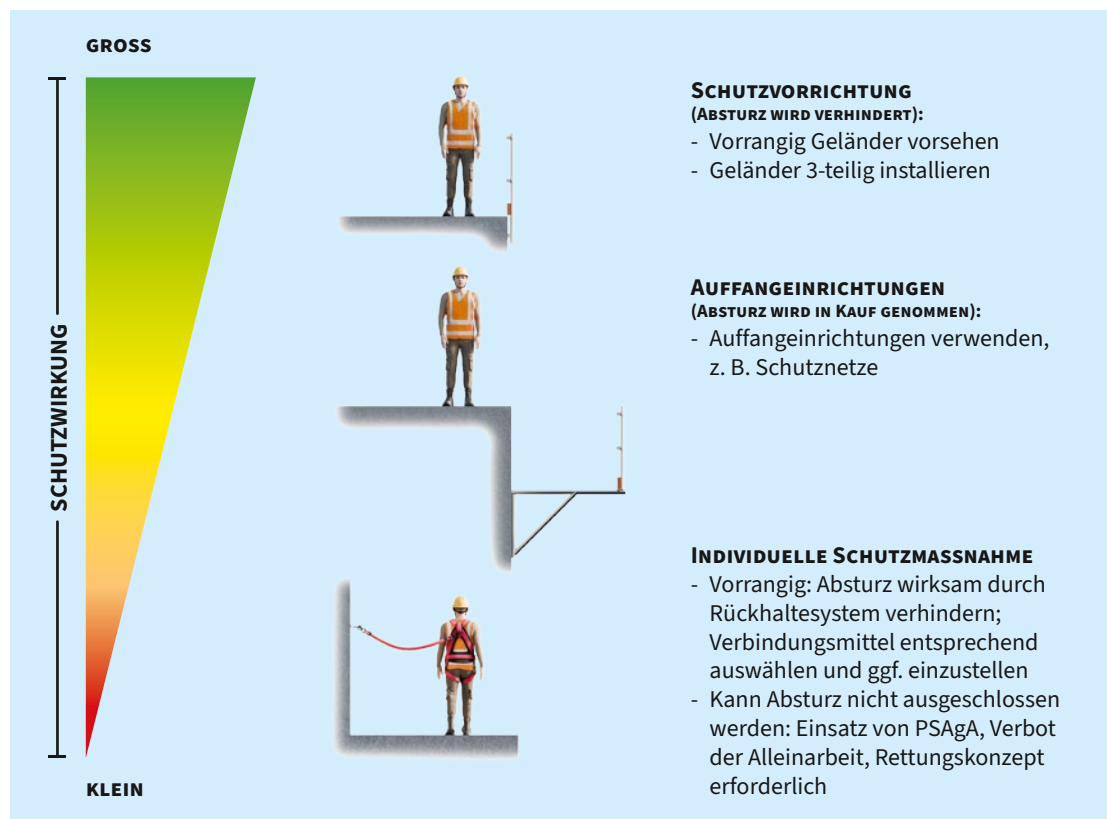 GROSS
SCHUTZWIRKUNG
SCHUTZVORRICHTUNG
(ABSTURZ WIRD VERHINDERT):
- Vorrangig Geländer vorsehen
- Geländer 3-teilig installieren
AUFFANGEINRICHTUNGEN
(ABSTURZ WIRD IN KAUF GENOMMEN):
- Auffangeinrichtungen verwenden,
z. B. Schutznetze
INDIVIDUELLE SCHUTZMASSNAHME
- Vorrangig: Absturz wirksam durch
Rückhaltesystem verhindern;
Verbindungsmittel entsprechend
auswählen und ggf. einzustellen
- Kann Absturz nicht ausgeschlossen
werden: Einsatz von PSAgA, Verbot
der Alleinarbeit, Rettungskonzept
erforderlich
KLEIN